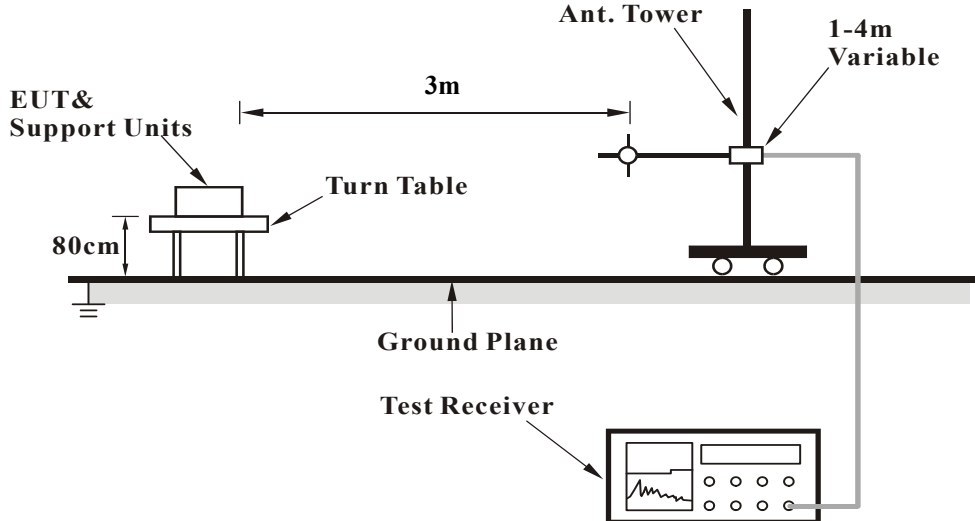 Ant. Tower
1-4m
Variable
3m
EUT&
Support Units
Turn Table
80cm
Ground Plane
Test Receiver